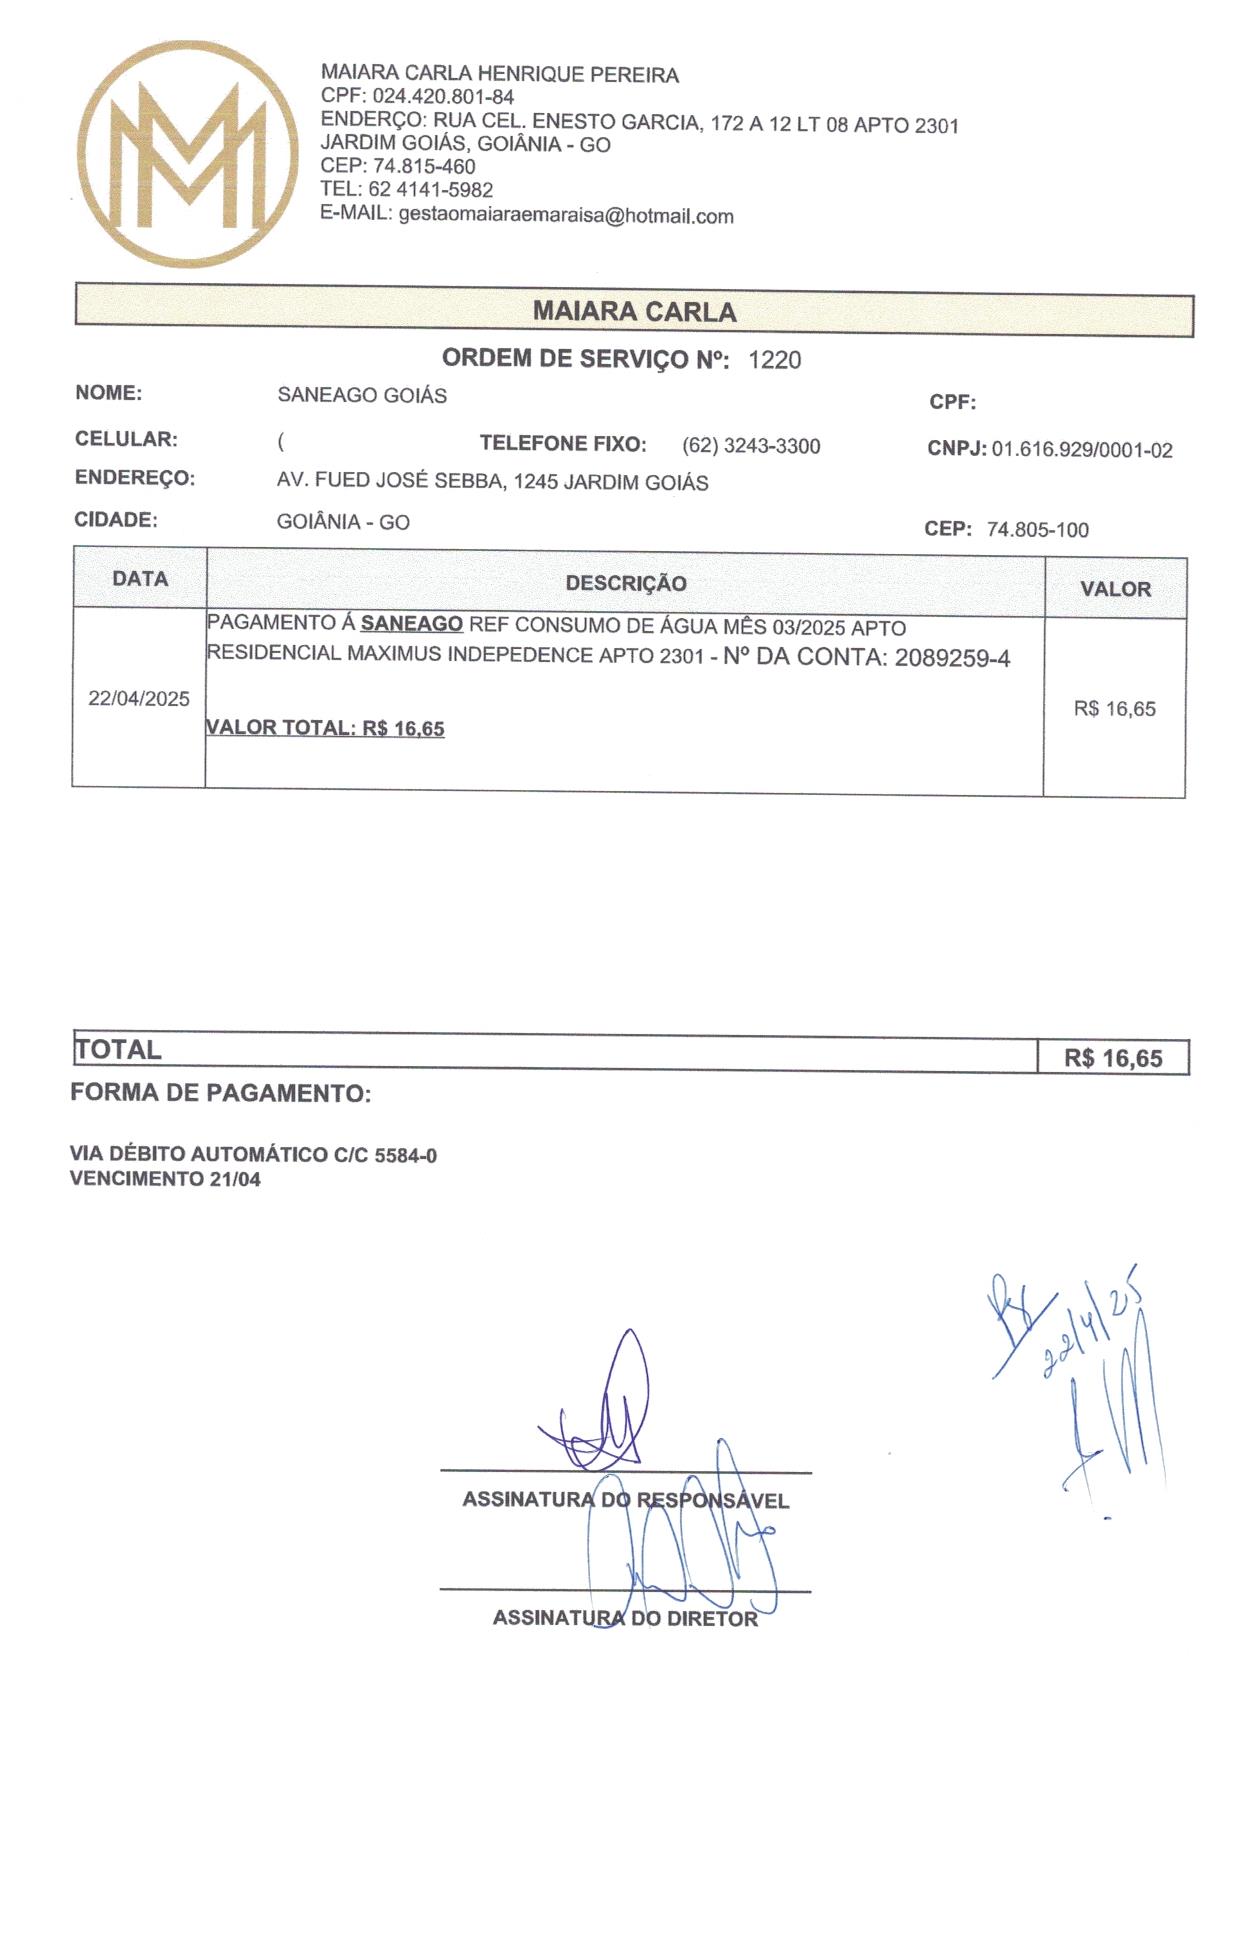 MAIARA CARLA HENRIQUE PEREIRA
CPF: 024.420.801-84
ENDERÇO: RUA CEL. ENESTO GARCIA, 172 A 12 LT 08 APTO 2301
JARDIM GOIÁS, GOIÂNIA - GO
CEP: 74.815-460
TEL: 62 4141-5982
E-MAIL: gestaomaiaraemaraisa@hotmail.com
MAIARA CARLA
ORDEM DE SERVIÇO Nº: 1220
NOME: SANEAGO GOIÁS CPF:
CELULAR: ( TELEFONE FIXO: (62) 3243-3300 CNPJ: 01.616.929/0001-02
ENDEREÇO: AV. FUED JOSÉ SEBBA, 1245 JARDIM GOIÁS
CIDADE: GOIÂNIA - GO CEP: 74.805-100
DATA DESCRIÇÃO VALOR
PAGAMENTO Á SANEAGO REF CONSUMO DE ÁGUA MÊS 03/2025 APTO
RESIDENCIAL MAXIMUS INDEPEDENCE APTO 2301 - Nº DA CONTA: 2089259-4
22/04/2025 R$ 16,65
VALOR TOTAL: R$ 16,65
TOTAL R$ 16,65
FORMA DE PAGAMENTO:
VIA DÉBITO AUTOMÁTICO C/C 5584-0
VENCIMENTO 21/04
22/4/25
ASSINATURA DO RESPONSÁVEL
ASSINATURA DO DIRETOR